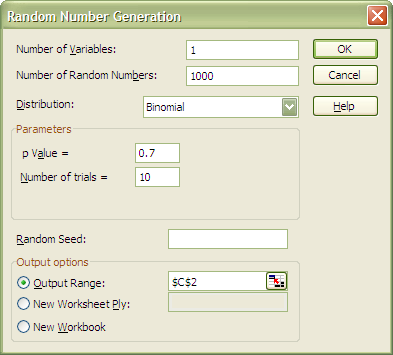 Random Number Generation
Number of Variables: 1 OK
Number of Random Numbers: 1000 Cancel
Distribution: Binomial Help
Parameters
p Value = 0.7
Number of trials = 10
Random Seed:
Output options
Output Range: $C$2
New Worksheet Ply:
New Workbook